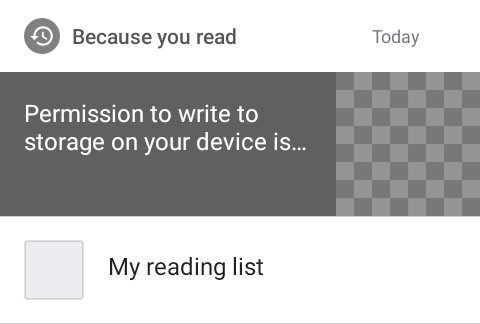 Because you read
Today
Permission to write to
storage on your device is…
My reading list